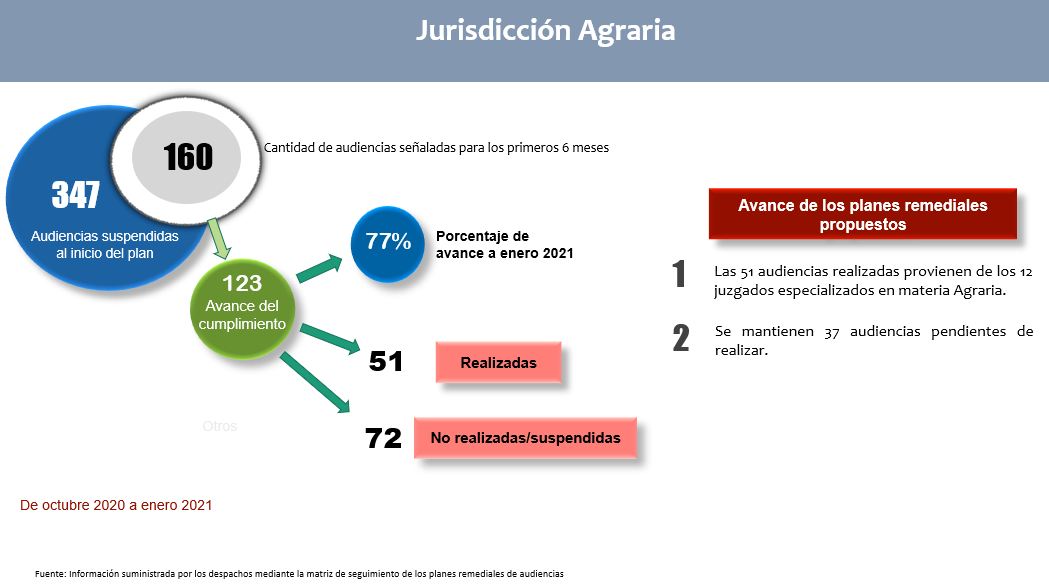 Jurisdicción Agraria
160
Cantidad de audiencias señaladas para los primeros 6 meses
347
Audiencias suspendidas
al inicio del plan
77%
Porcentaje de
avance a enero 2021
123
Avance del
cumplimiento
51
Realizadas
72
No realizadas/suspendidas
Otros
De octubre 2020 a enero 2021
Avance de los planes remediales
propuestos
1
Las 51 audiencias realizadas provienen de los 12
juzgados especializados en materia Agraria.
2
Se mantienen 37 audiencias pendientes de
realizar.
Fuente: Información suministrada por los despachos mediante la matriz de seguimiento de los planes remediales de audiencias